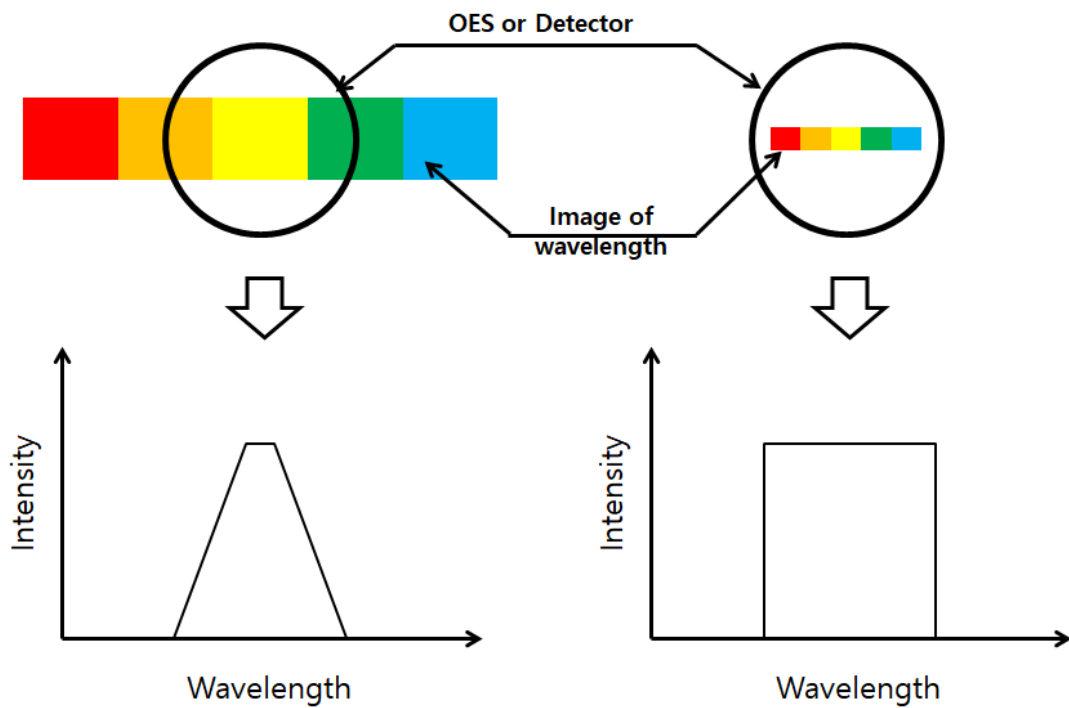 OES or Detector
Image of
wavelength
Intensity
Wavelength
Intensity
Wavelength